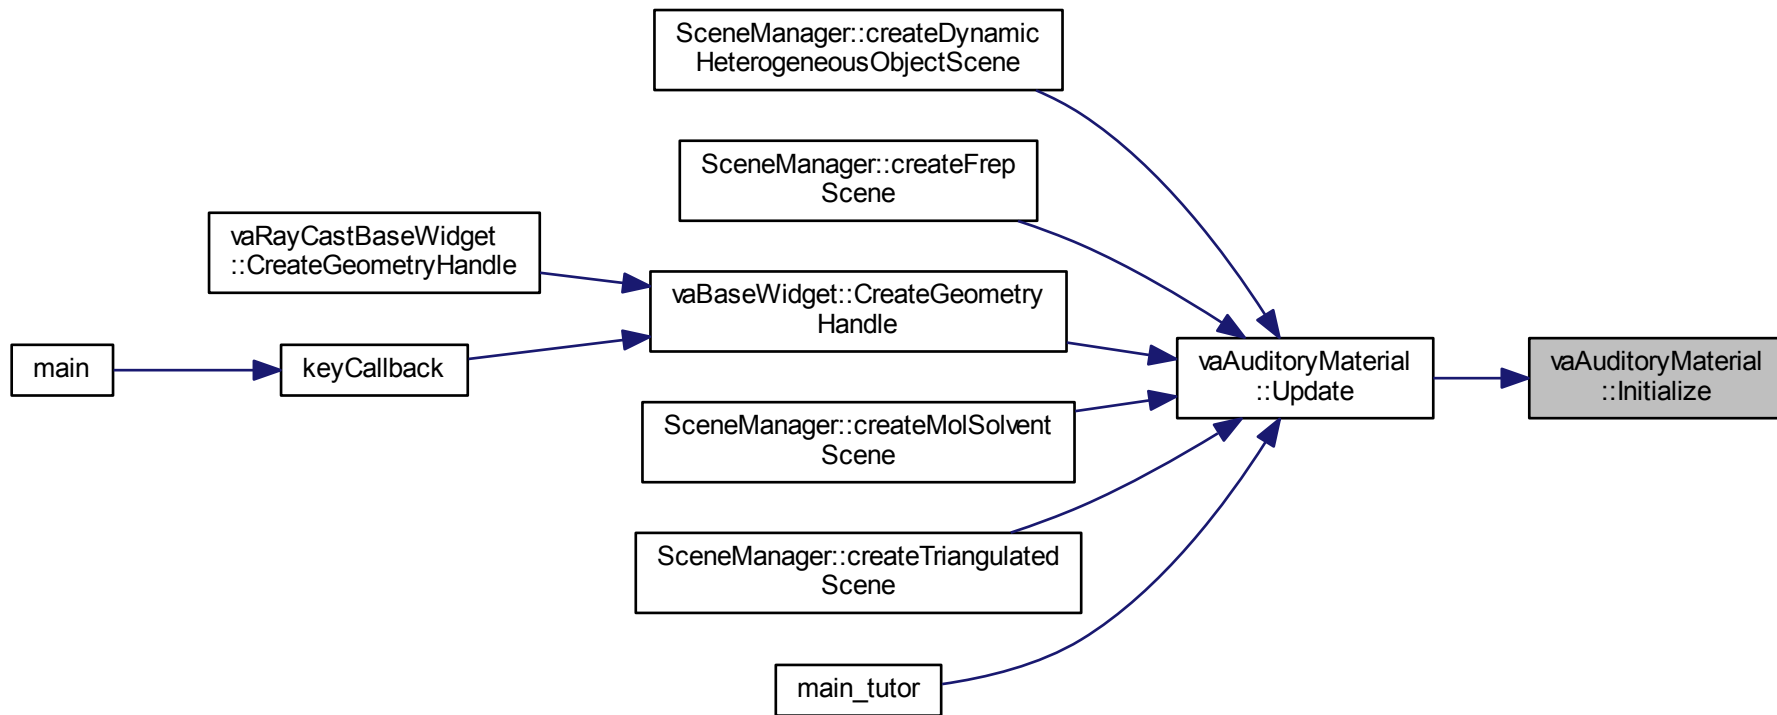 SceneManager::createDynamic
HeterogeneousObjectScene
SceneManager::createFrep
Scene
vaRayCastBaseWidget
::CreateGeometryHandle
vaBaseWidget::CreateGeometry
Handle
main
keyCallback
vaAuditoryMaterial
::Update
vaAuditoryMaterial
::Initialize
SceneManager::createMolSolvent
Scene
SceneManager::createTriangulated
Scene
main_tutor